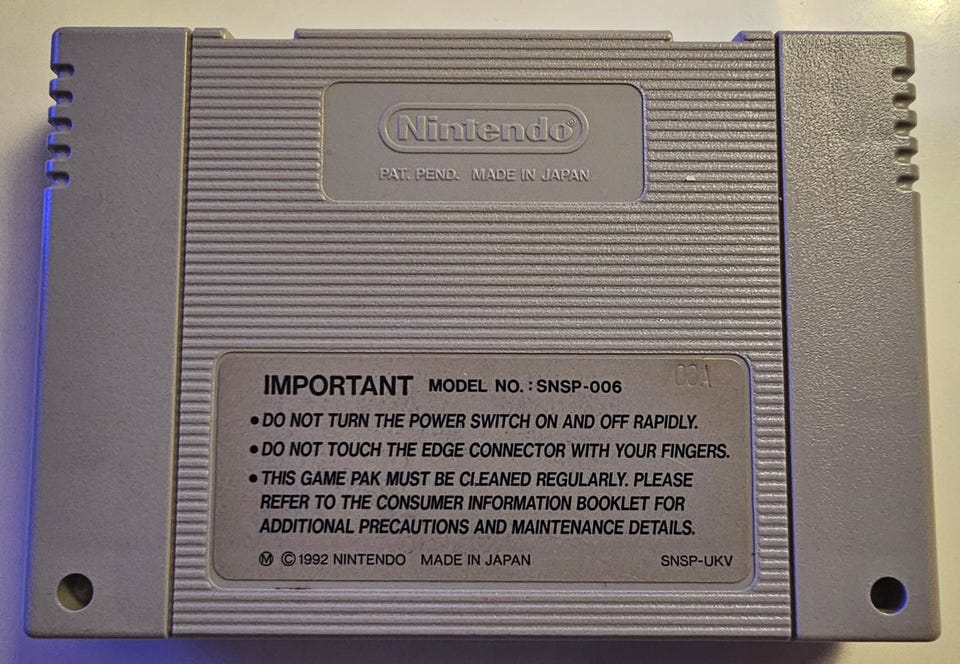 Nintendo®
PAT. PEND. MADE IN JAPAN
IMPORTANT MODEL NO.: SNSP-006
00A
• DO NOT TURN THE POWER SWITCH ON AND OFF RAPIDLY.
• DO NOT TOUCH THE EDGE CONNECTOR WITH YOUR FINGERS.
• THIS GAME PAK MUST BE CLEANED REGULARLY. PLEASE
REFER TO THE CONSUMER INFORMATION BOOKLET FOR
ADDITIONAL PRECAUTIONS AND MAINTENANCE DETAILS.
Ⓜ ©1992 NINTENDO MADE IN JAPAN SNSP-UKV